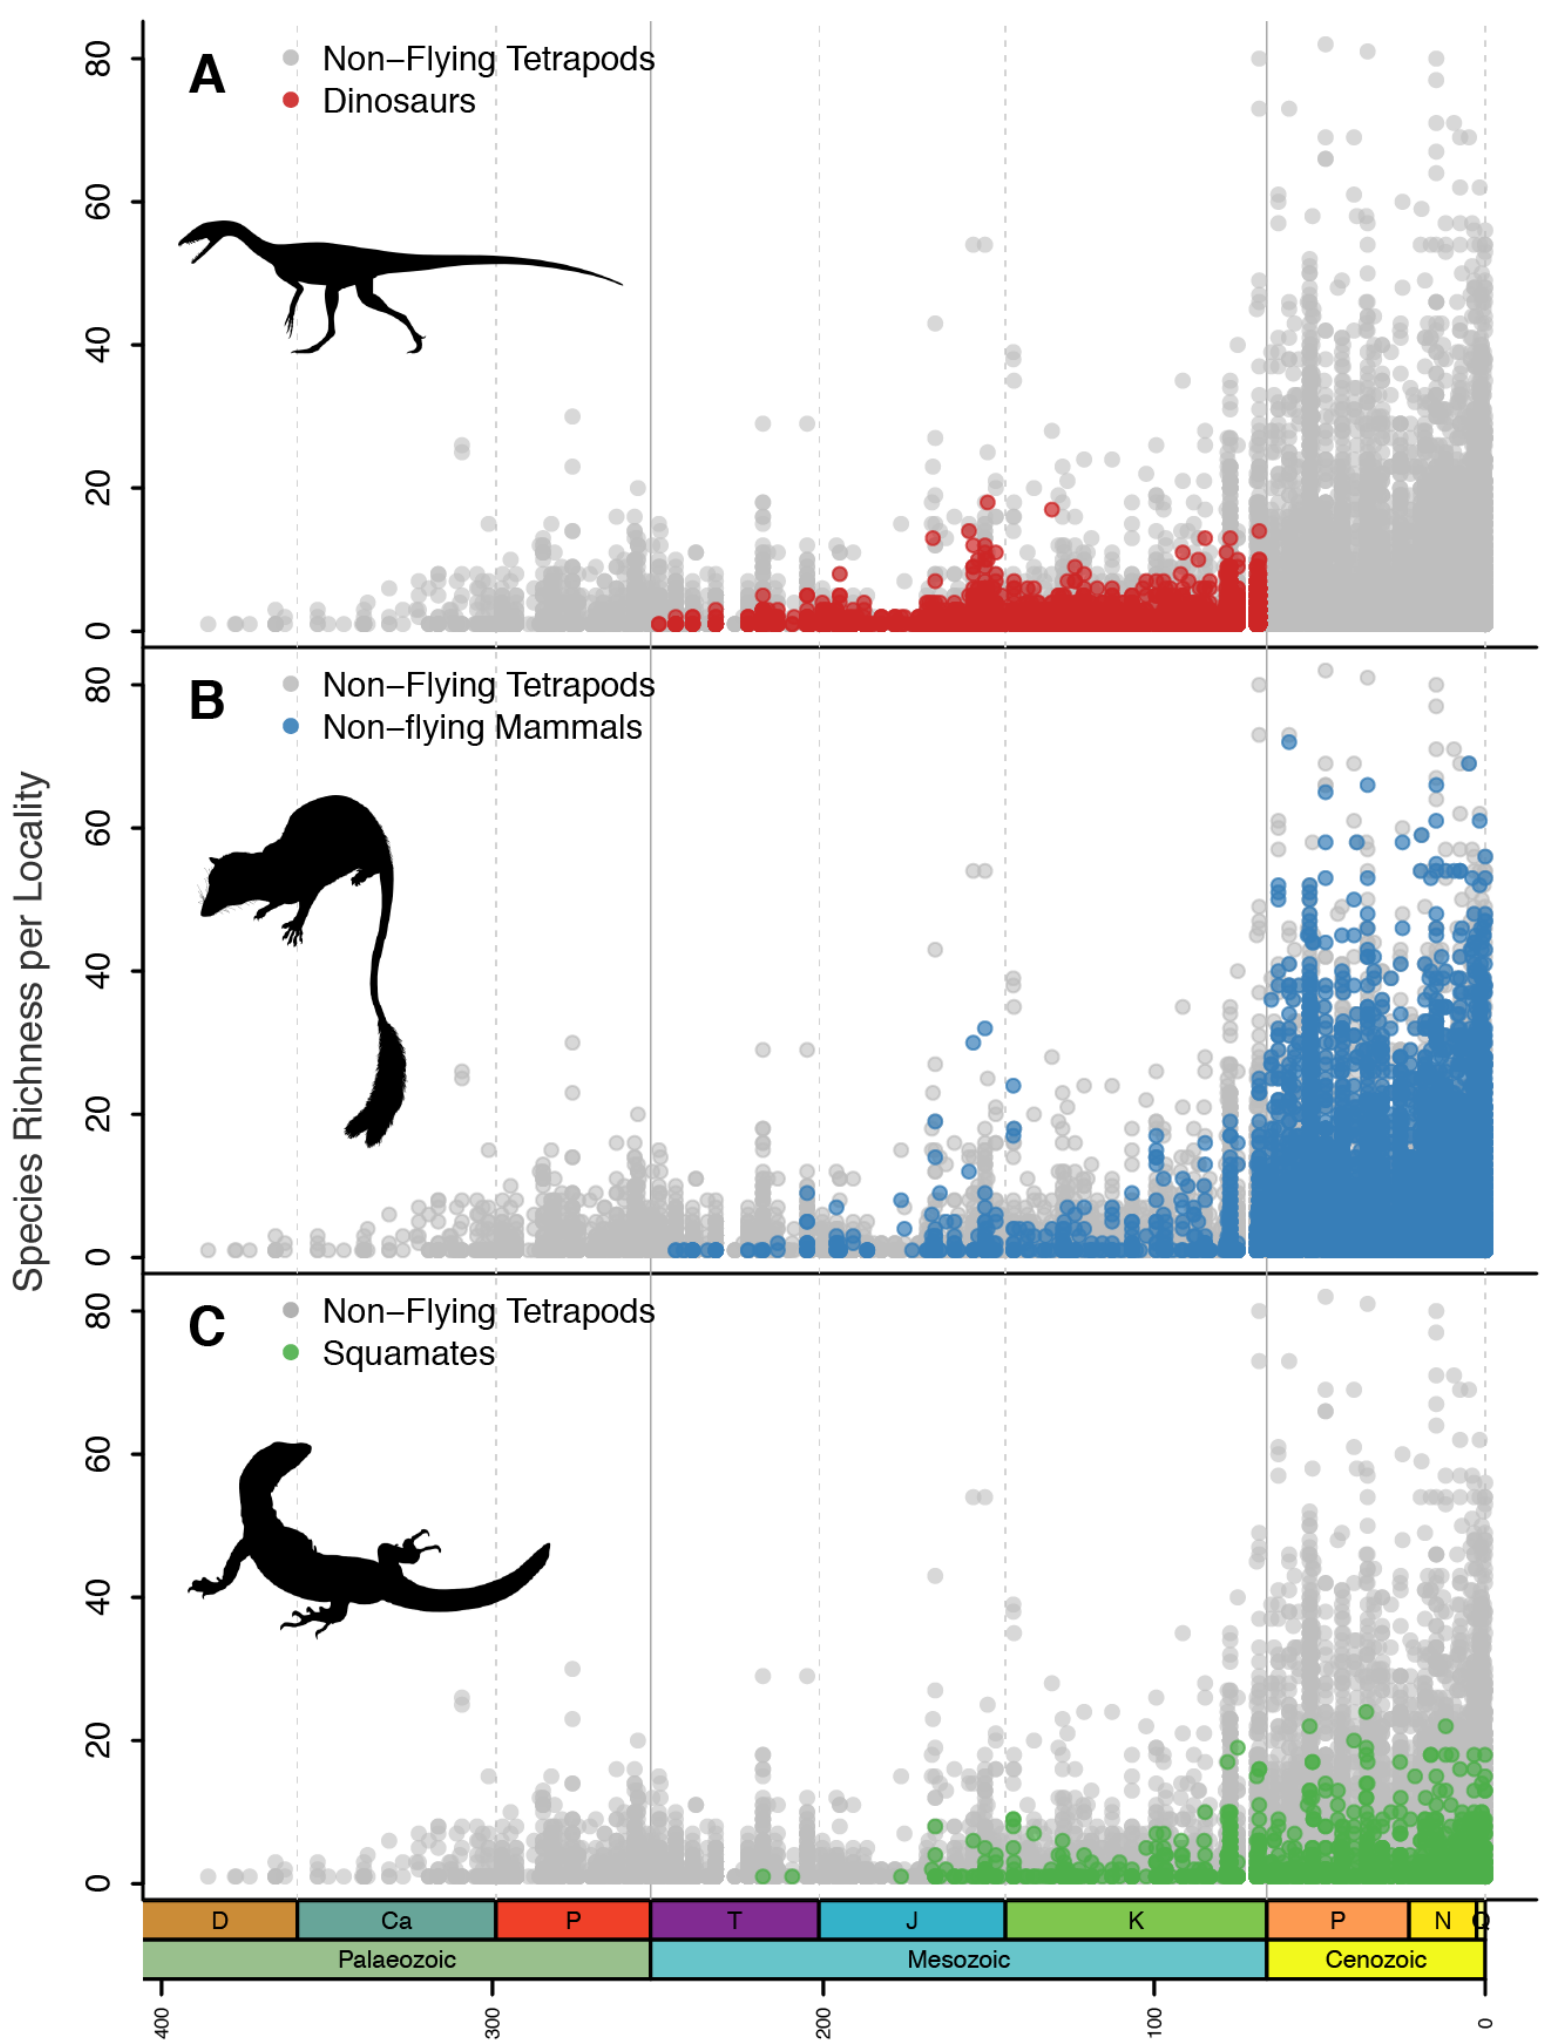 A
Non–Flying Tetrapods
Dinosaurs
80
60
40
20
0
B
Non–Flying Tetrapods
Non–flying Mammals
80
60
40
20
0
Species Richness per Locality
C
Non–Flying Tetrapods
Squamates
80
60
40
20
0
D Ca P T J K P N Q
Palaeozoic Mesozoic Cenozoic
400 300 200 100 0